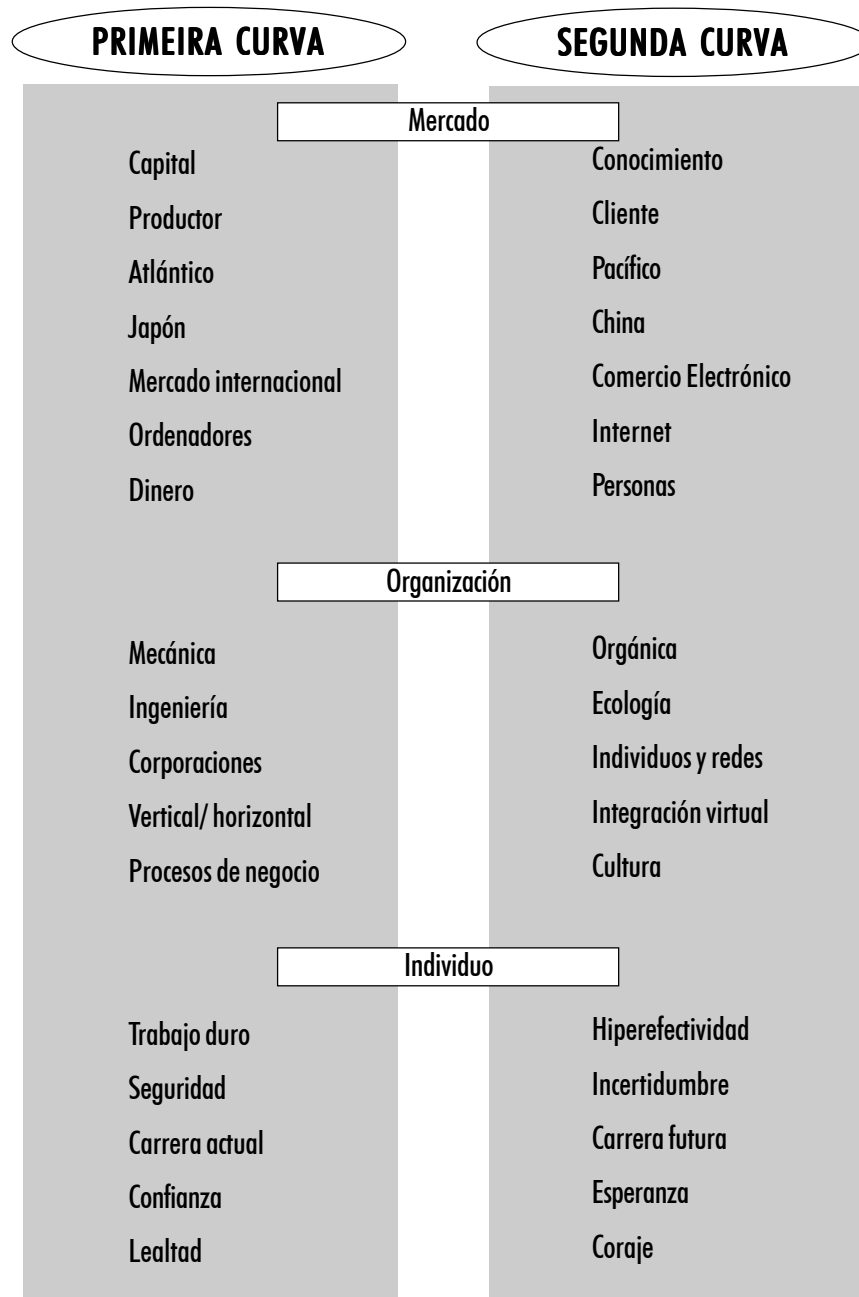 PRIMEIRA CURVA SEGUNDA CURVA
Mercado
Capital Conocimiento
Productor Cliente
Atlántico Pacífico
Japón China
Mercado internacional Comercio Electrónico
Ordenadores Internet
Dinero Personas
Organización
Mecánica Orgánica
Ingeniería Ecología
Corporaciones Individuos y redes
Vertical/ horizontal Integración virtual
Procesos de negocio Cultura
Individuo
Trabajo duro Hiperefectividad
Seguridad Incertidumbre
Carrera actual Carrera futura
Confianza Esperanza
Lealtad Coraje